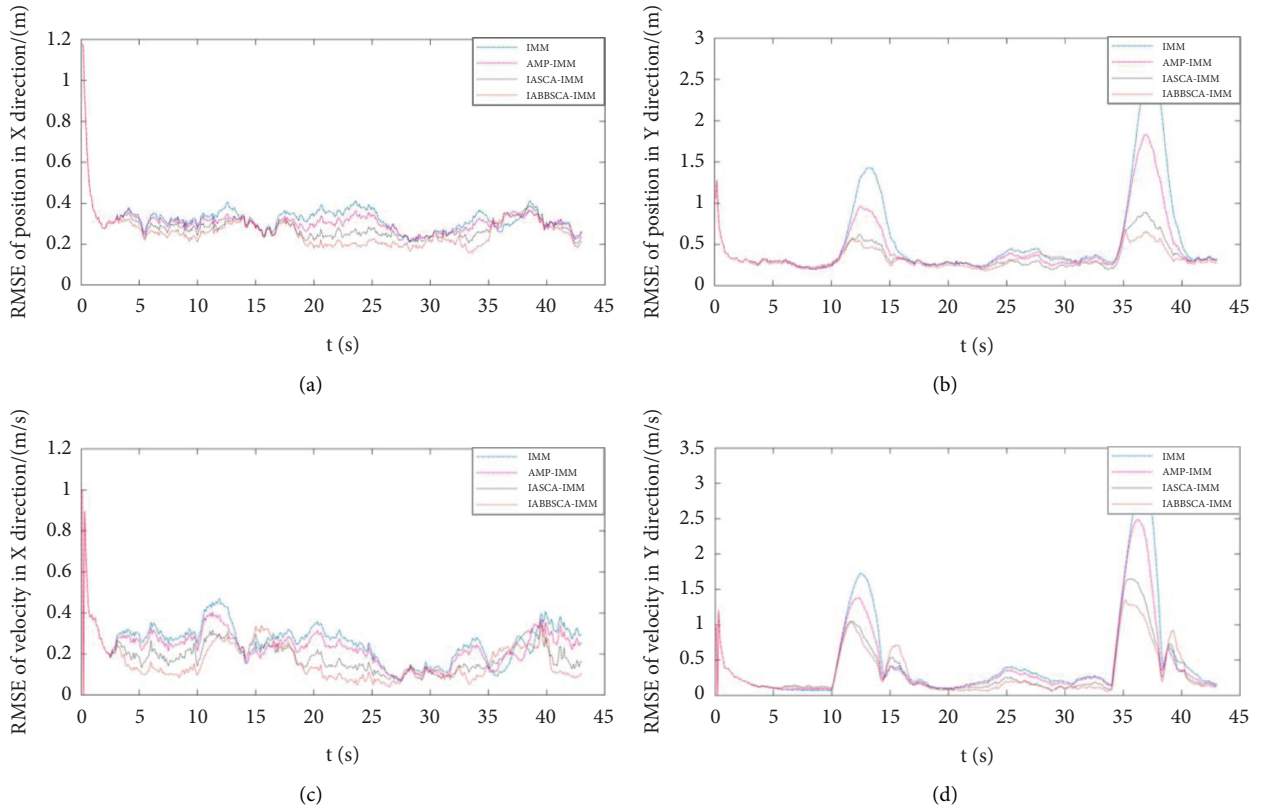 RMSE of position in X direction/(m)
1.2
1
0.8
0.6
0.4
0.2
0
0 5 10 15 20 25 30 35 40 45
t (s)
IMM
AMP-IMM
IASCA-IMM
IABBSCA-IMM
(a)
RMSE of position in Y direction/(m)
3
2.5
2
1.5
1
0.5
0
0 5 10 15 20 25 30 35 40 45
t (s)
IMM
AMP-IMM
IASCA-IMM
IABBSCA-IMM
(b)
RMSE of velocity in X direction/(m/s)
1.2
1
0.8
0.6
0.4
0.2
0
0 5 10 15 20 25 30 35 40 45
t (s)
IMM
AMP-IMM
IASCA-IMM
IABBSCA-IMM
(c)
RMSE of velocity in Y direction/(m/s)
3.5
3
2.5
2
1.5
1
0.5
0
0 5 10 15 20 25 30 35 40 45
t (s)
IMM
AMP-IMM
IASCA-IMM
IABBSCA-IMM
(d)